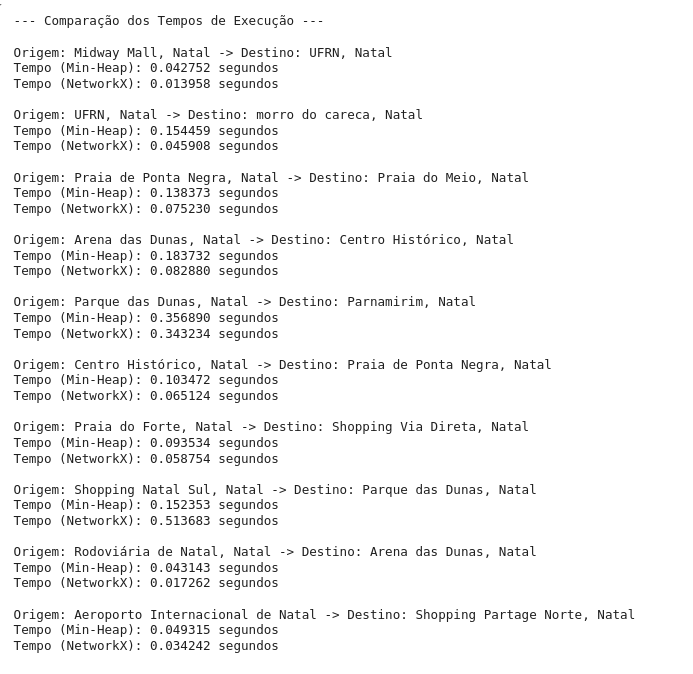 --- Comparação dos Tempos de Execução ---
Origem: Midway Mall, Natal -> Destino: UFRN, Natal
Tempo (Min-Heap): 0.042752 segundos
Tempo (NetworkX): 0.013958 segundos
Origem: UFRN, Natal -> Destino: morro do careca, Natal
Tempo (Min-Heap): 0.154459 segundos
Tempo (NetworkX): 0.045908 segundos
Origem: Praia de Ponta Negra, Natal -> Destino: Praia do Meio, Natal
Tempo (Min-Heap): 0.138373 segundos
Tempo (NetworkX): 0.075230 segundos
Origem: Arena das Dunas, Natal -> Destino: Centro Histórico, Natal
Tempo (Min-Heap): 0.183732 segundos
Tempo (NetworkX): 0.082880 segundos
Origem: Parque das Dunas, Natal -> Destino: Parnamirim, Natal
Tempo (Min-Heap): 0.356890 segundos
Tempo (NetworkX): 0.343234 segundos
Origem: Centro Histórico, Natal -> Destino: Praia de Ponta Negra, Natal
Tempo (Min-Heap): 0.103472 segundos
Tempo (NetworkX): 0.065124 segundos
Origem: Praia do Forte, Natal -> Destino: Shopping Via Direta, Natal
Tempo (Min-Heap): 0.093534 segundos
Tempo (NetworkX): 0.058754 segundos
Origem: Shopping Natal Sul, Natal -> Destino: Parque das Dunas, Natal
Tempo (Min-Heap): 0.152353 segundos
Tempo (NetworkX): 0.513683 segundos
Origem: Rodoviária de Natal, Natal -> Destino: Arena das Dunas, Natal
Tempo (Min-Heap): 0.043143 segundos
Tempo (NetworkX): 0.017262 segundos
Origem: Aeroporto Internacional de Natal -> Destino: Shopping Partage Norte, Natal
Tempo (Min-Heap): 0.049315 segundos
Tempo (NetworkX): 0.034242 segundos